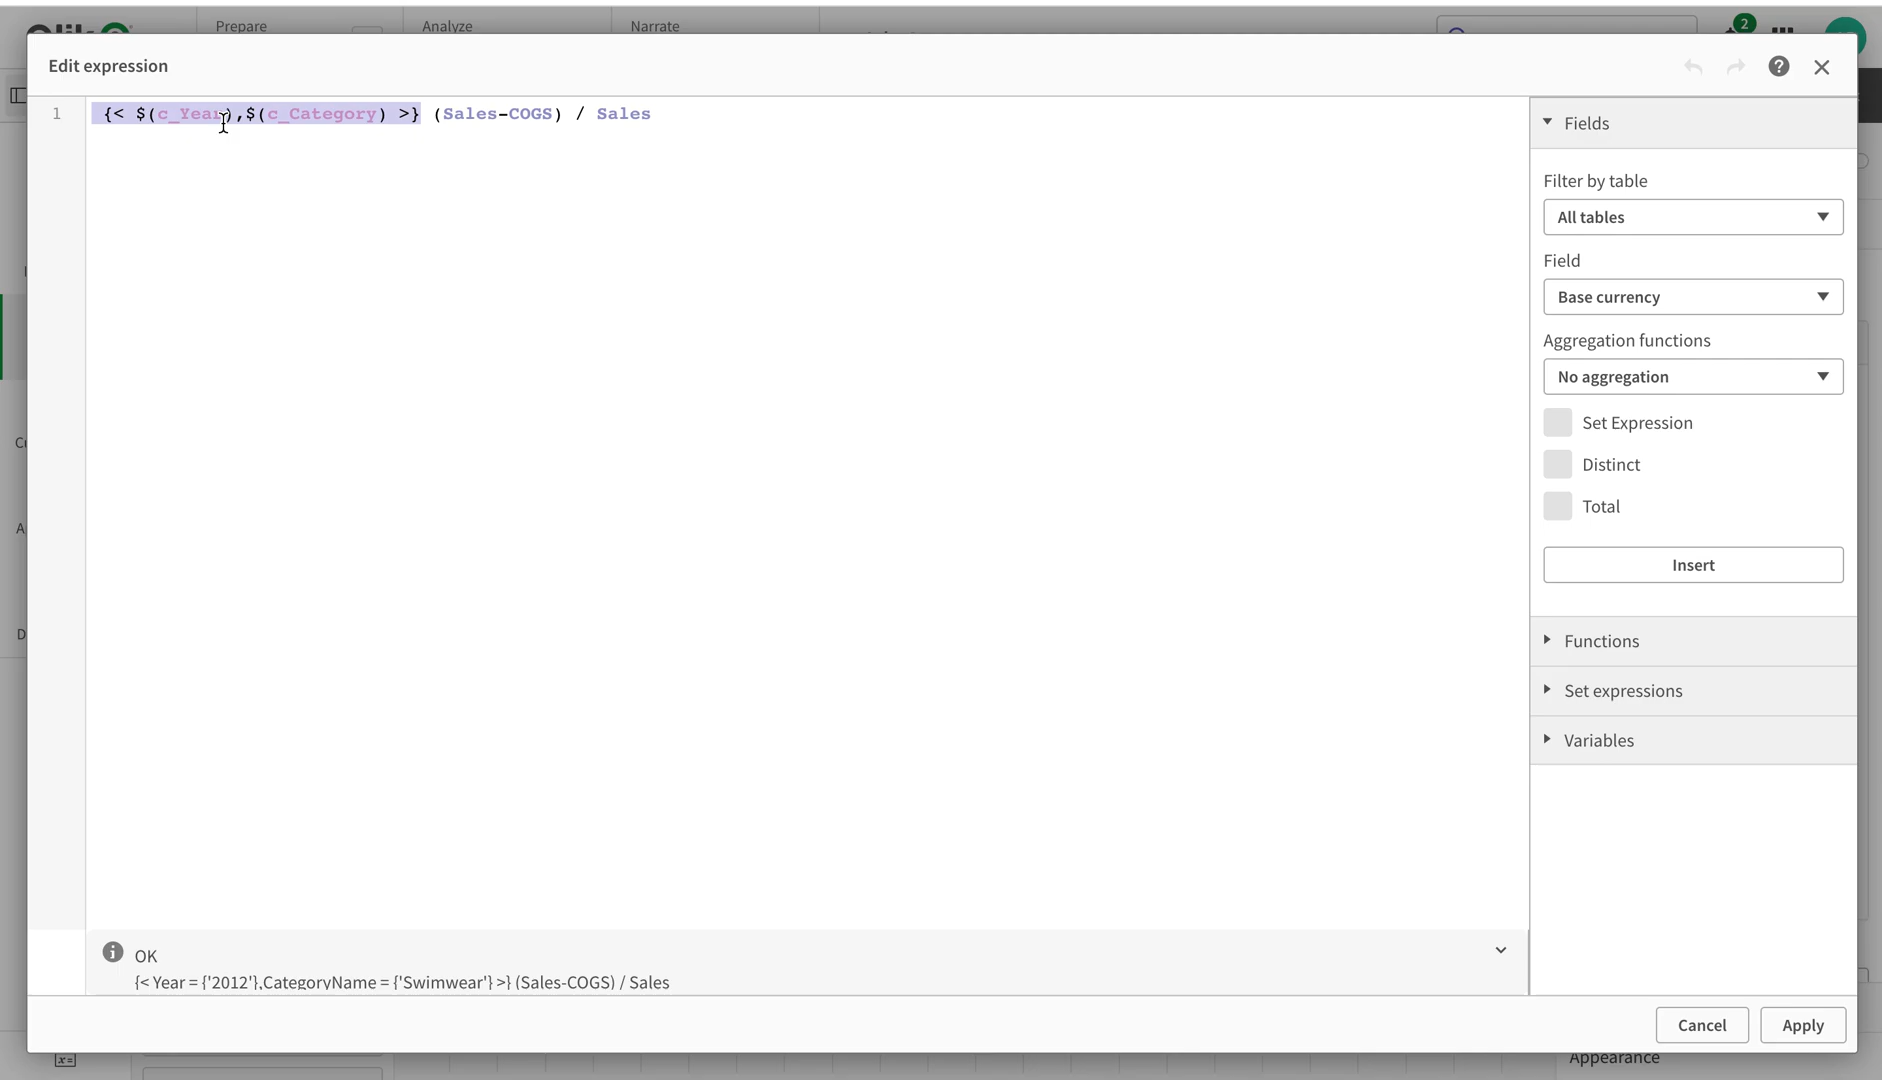 Prepare
Analyze
Narrate
2
Edit expression
1
{< $(c_Year),$(c_Category) >} (Sales-COGS) / Sales
Fields
Filter by table
All tables
Field
Base currency
Aggregation functions
No aggregation
Set Expression
Distinct
Total
Insert
Functions
Set expressions
Variables
OK
{< Year = {'2012'},CategoryName = {'Swimwear'} >} (Sales-COGS) / Sales
Cancel
Apply
Appearance